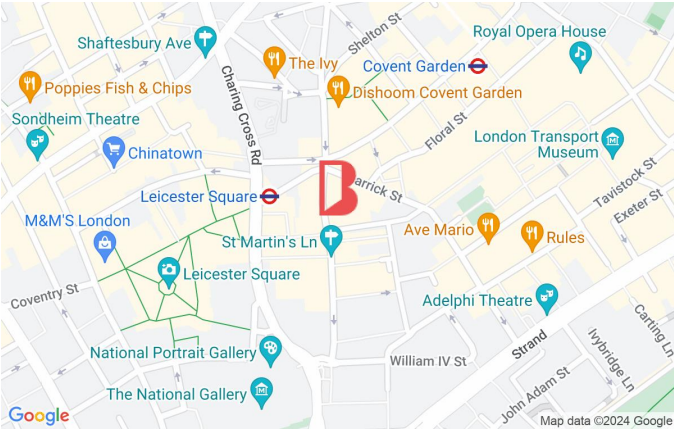 Shelton St
Royal Opera House
Shaftesbury Ave
The Ivy
Covent Garden
Poppies Fish & Chips
Dishoom Covent Garden
Charing Cross Rd
Sondheim Theatre
Floral St
London Transport
Museum
Chinatown
Tavistock St
arrick St
B
Leicester Square
Exeter St
M&M'S London
Ave Mario
Rules
St Martin's Ln
Leicester Square
Coventry St
Adelphi Theatre
Carting Ln
Strand
Ivybridge Ln
National Portrait Gallery
William IV St
The National Gallery
John Adam St
Google
Map data ©2024 Google